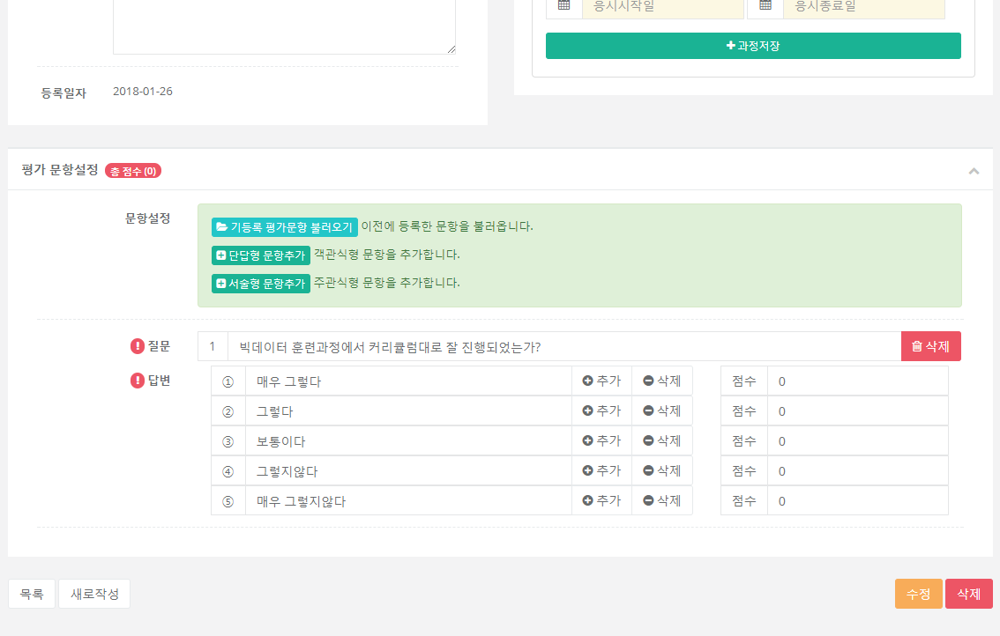 응시시작일 응시종료일
과정저장
등록일자 2018-01-26
평가 문항설정 총 점수 (0)
문항설정
기등록 평가문항 불러오기 이전에 등록한 문항을 불러옵니다.
단답형 문항추가 객관식형 문항을 추가합니다.
서술형 문항추가 주관식형 문항을 추가합니다.
질문 1 빅데이터 훈련과정에서 커리큘럼대로 잘 진행되었는가? 삭제
답변 ① 매우 그렇다 추가 삭제 점수 0
② 그렇다 추가 삭제 점수 0
③ 보통이다 추가 삭제 점수 0
④ 그렇지않다 추가 삭제 점수 0
⑤ 매우 그렇지않다 추가 삭제 점수 0
목록 새로작성 수정 삭제